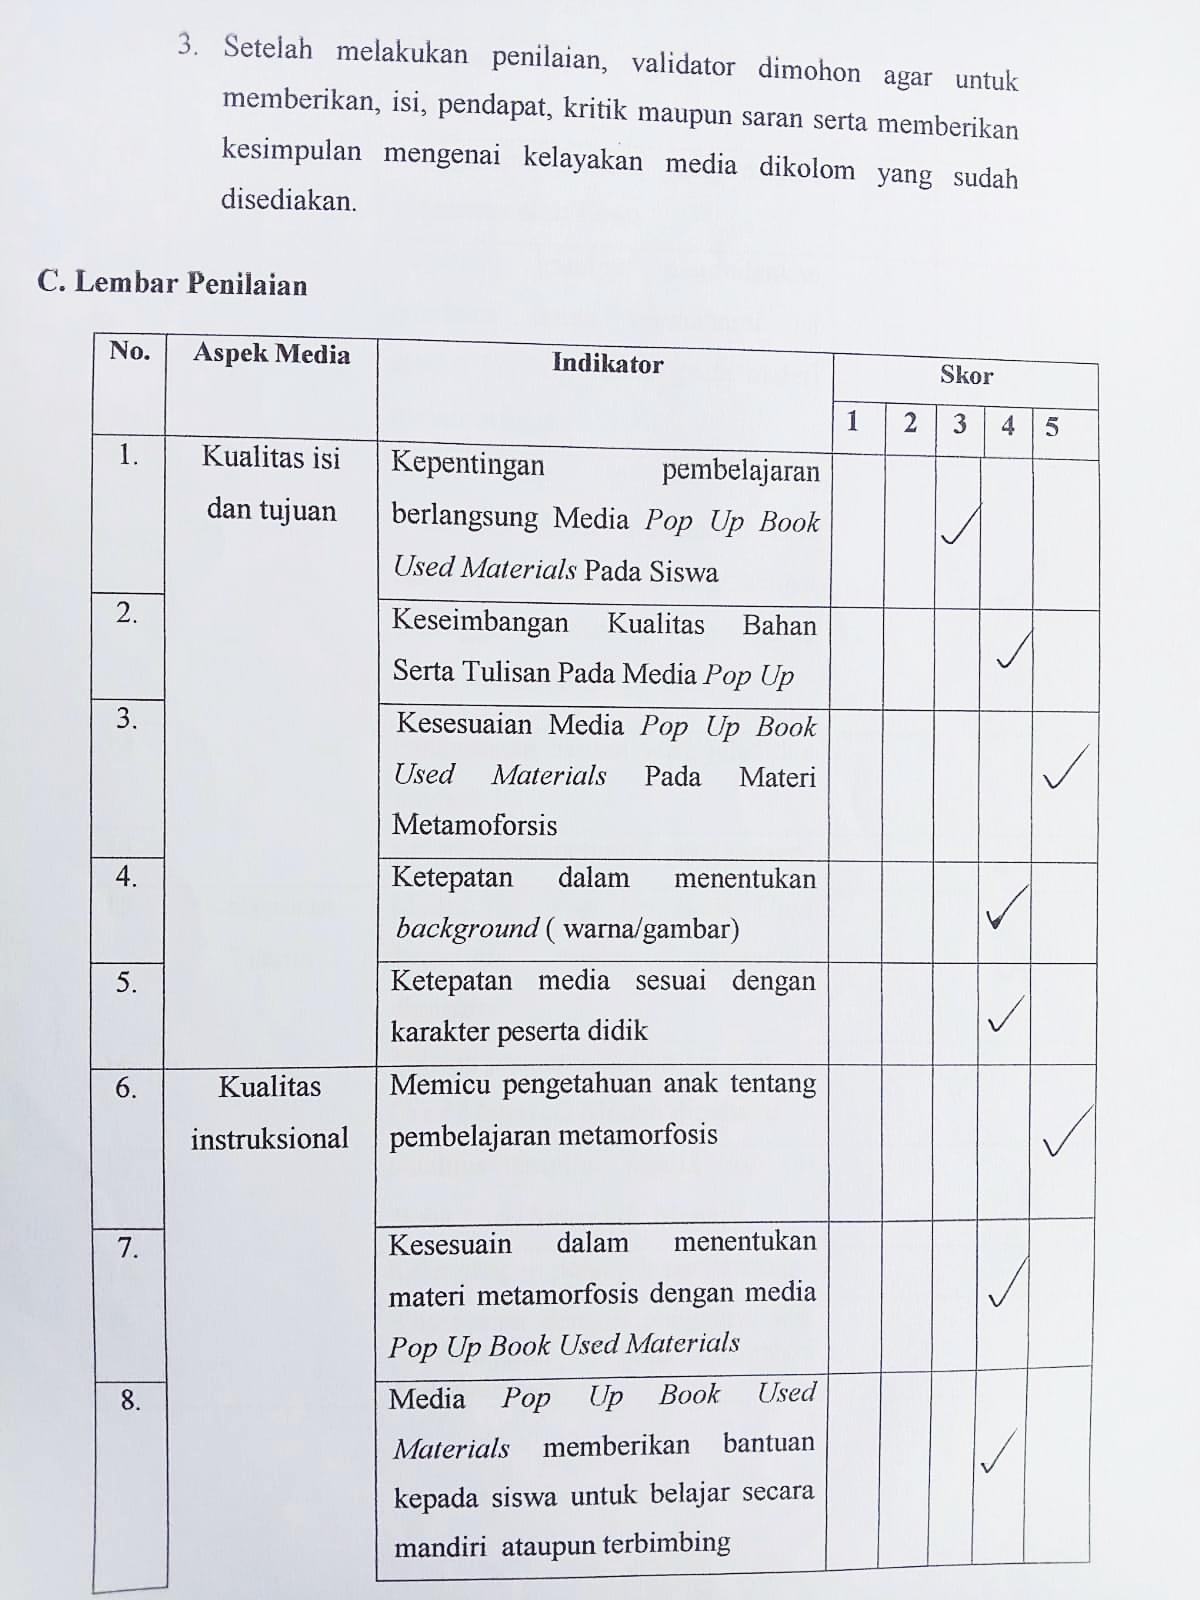 3. Setelah melakukan penilaian, validator dimohon agar untuk
memberikan, isi, pendapat, kritik maupun saran serta memberikan
kesimpulan mengenai kelayakan media dikolom yang sudah
disediakan.
C. Lembar Penilaian
No. Aspek Media Indikator Skor
1 2 3 4 5
1. Kualitas isi Kepentingan pembelajaran
dan tujuan berlangsung Media Pop Up Book ✓
Used Materials Pada Siswa
2. Keseimbangan Kualitas Bahan
Serta Tulisan Pada Media Pop Up ✓
3. Kesesuaian Media Pop Up Book
Used Materials Pada Materi ✓
Metamoforsis
4. Ketepatan dalam menentukan
background ( warna/gambar) ✓
5. Ketepatan media sesuai dengan
karakter peserta didik ✓
6. Kualitas Memicu pengetahuan anak tentang
instruksional pembelajaran metamorfosis ✓
7. Kesesuain dalam menentukan
materi metamorfosis dengan media ✓
Pop Up Book Used Materials
8. Media Pop Up Book Used
Materials memberikan bantuan ✓
kepada siswa untuk belajar secara
mandiri ataupun terbimbing